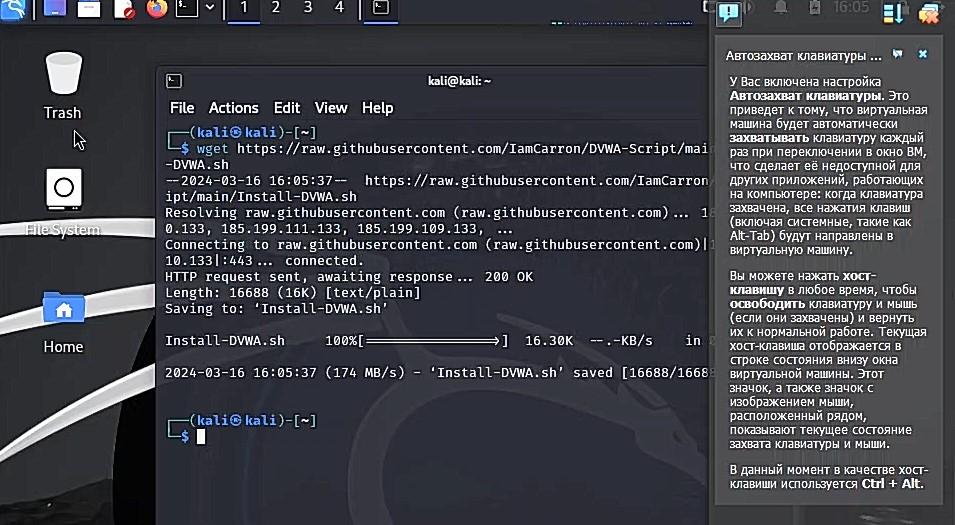 1 2 3 4
16:05
Trash
File System
Home
kali@kali: ~
File Actions Edit View Help
┌──(kali㉿kali)-[~]
└─$ wget https://raw.githubusercontent.com/IamCarron/DVWA-Script/mai
-DVWA.sh
--2024-03-16 16:05:37-- https://raw.githubusercontent.com/IamCarron
ipt/main/Install-DVWA.sh
Resolving raw.githubusercontent.com (raw.githubusercontent.com)...
0.133, 185.199.111.133, 185.199.109.133, ...
Connecting to raw.githubusercontent.com (raw.githubusercontent.com)|1
10.133|:443... connected.
HTTP request sent, awaiting response... 200 OK
Length: 16688 (16K) [text/plain]
Saving to: ‘Install-DVWA.sh’
Install-DVWA.sh 100%[===================>] 16.30K --.-KB/s in
2024-03-16 16:05:37 (174 MB/s) - ‘Install-DVWA.sh’ saved [16688/1668
┌──(kali㉿kali)-[~]
└─$
Автозахват клавиатуры ...
У Вас включена настройка
Автозахват клавиатуры. Это
приведет к тому, что виртуальная
машина будет автоматически
захватывать клавиатуру каждый
раз при переключении в окно ВМ,
что сделает её недоступной для
других приложений, работающих
на компьютере: когда клавиатура
захвачена, все нажатия клавиш
(включая системные, такие как
Alt-Tab) будут направлены в
виртуальную машину.
Вы можете нажать хост-
клавишу в любое время, чтобы
освободить клавиатуру и мышь
(если они захвачены) и вернуть
их к нормальной работе. Текущая
хост-клавиша отображается в
строке состояния внизу окна
виртуальной машины. Этот
значок, а также значок с
изображением мыши,
расположенный рядом,
показывают текущее состояние
захвата клавиатуры и мыши.
В данный момент в качестве хост-
клавиши используется Ctrl + Alt.